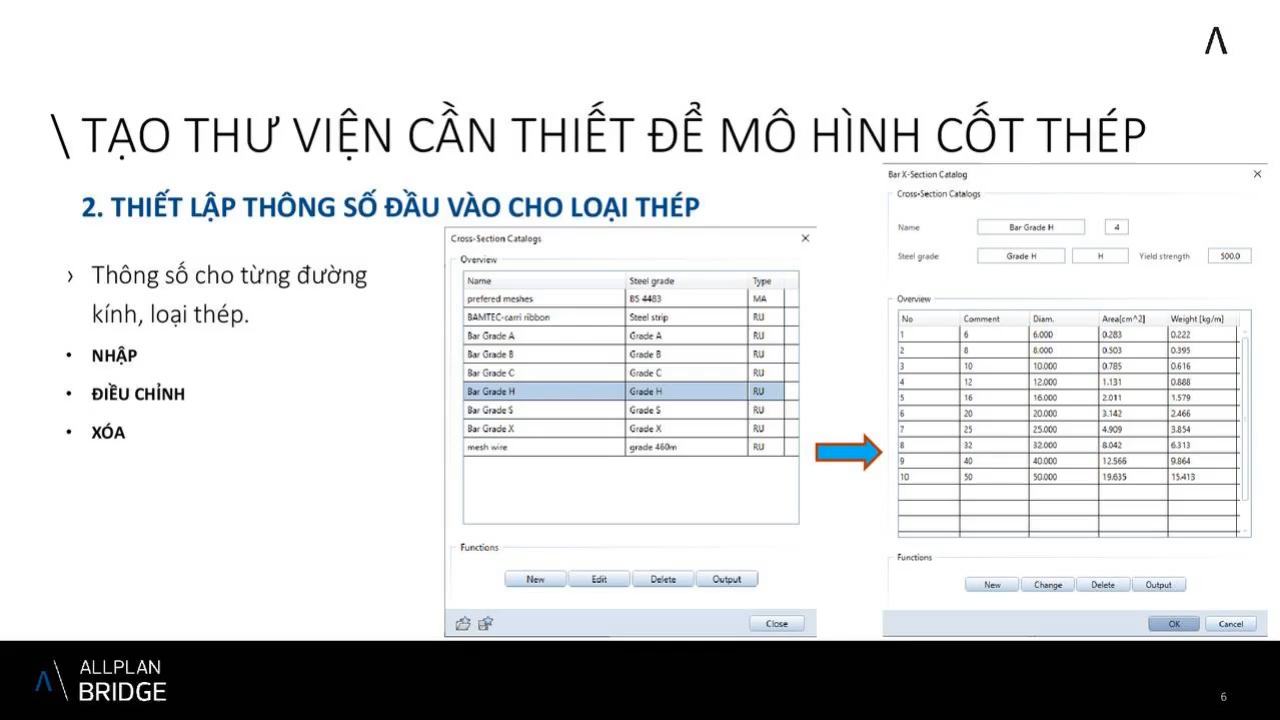 Λ
\ TẠO THƯ VIỆN CẦN THIẾT ĐỂ MÔ HÌNH CỐT THÉP
2. THIẾT LẬP THÔNG SỐ ĐẦU VÀO CHO LOẠI THÉP
› Thông số cho từng đường
kính, loại thép.
• NHẬP
• ĐIỀU CHỈNH
• XÓA
Cross-Section Catalogs
Overview
Name Steel grade Type
prefered meshes BS 4483 MA
BAMTEC-carri ribbon Steel strip RU
Bar Grade A Grade A RU
Bar Grade B Grade B RU
Bar Grade C Grade C RU
Bar Grade H Grade H RU
Bar Grade S Grade S RU
Bar Grade X Grade X RU
mesh wire grade 460m RU
Functions
New Edit Delete Output
Close
Bar X-Section Catalog
Cross-Section Catalogs
Name Bar Grade H 4
Steel grade Grade H H Yield strength 500.0
Overview
No Comment Diam. Area[cm^2] Weight [kg/m]
1 6 6.000 0.283 0.222
2 8 8.000 0.503 0.395
3 10 10.000 0.785 0.616
4 12 12.000 1.131 0.888
5 16 16.000 2.011 1.579
6 20 20.000 3.142 2.466
7 25 25.000 4.909 3.854
8 32 32.000 8.042 6.313
9 40 40.000 12.566 9.864
10 50 50.000 19.635 15.413
Functions
New Change Delete Output
OK Cancel
ALLPLAN
BRIDGE
6